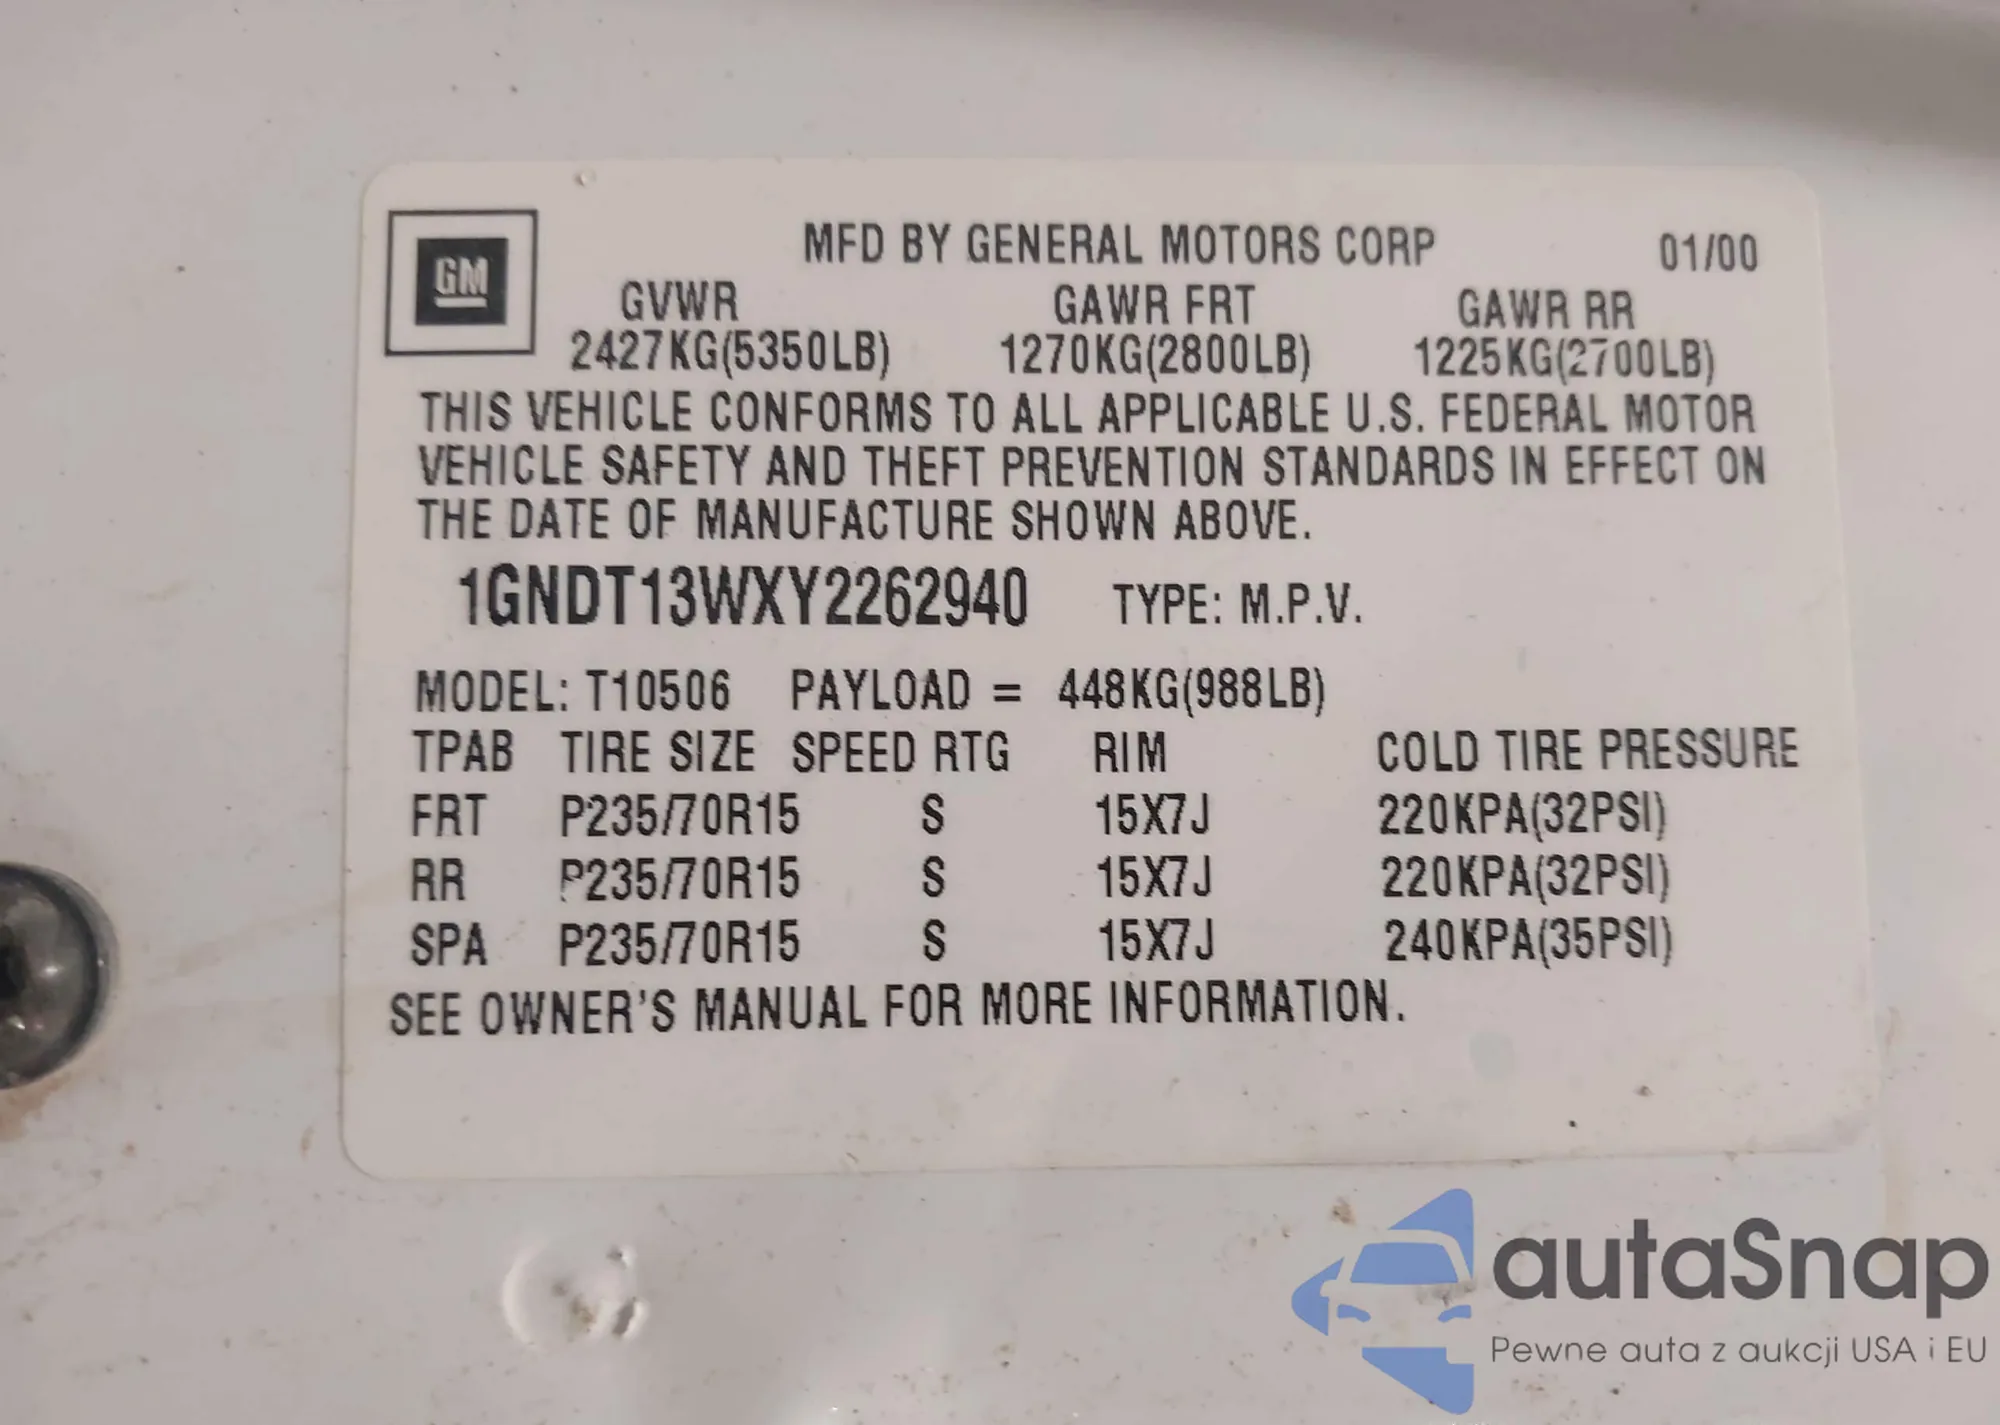 GM
MFD BY GENERAL MOTORS CORP 01/00
GVWR GAWR FRT GAWR RR
2427KG(5350LB) 1270KG(2800LB) 1225KG(2700LB)
THIS VEHICLE CONFORMS TO ALL APPLICABLE U.S. FEDERAL MOTOR
VEHICLE SAFETY AND THEFT PREVENTION STANDARDS IN EFFECT ON
THE DATE OF MANUFACTURE SHOWN ABOVE.
1GNDT13WXY2262940 TYPE: M.P.V.
MODEL: T10506 PAYLOAD = 448KG(988LB)
TPAB TIRE SIZE SPEED RTG RIM COLD TIRE PRESSURE
FRT P235/70R15 S 15X7J 220KPA(32PSI)
RR P235/70R15 S 15X7J 220KPA(32PSI)
SPA P235/70R15 S 15X7J 240KPA(35PSI)
SEE OWNER'S MANUAL FOR MORE INFORMATION.
autaSnap
Pewne auta z aukcji USA i EU